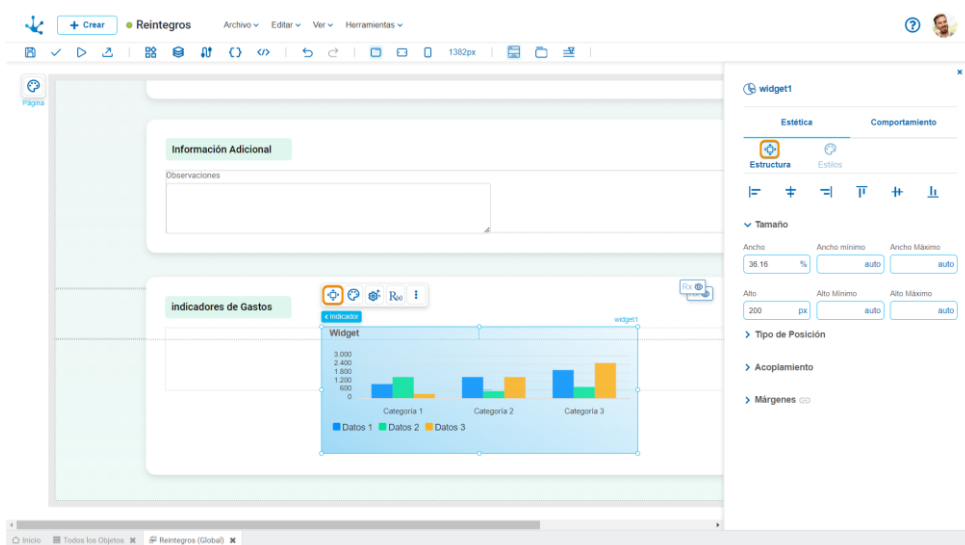 + Crear
Reintegros
Archivo Editar Ver Herramientas
?
1382px
Página
Información Adicional
Observaciones
indicadores de Gastos
Rx
Rx
< Indicador
widget1
Widget
3.000
2.400
1.800
1.200
600
0
Categoría 1 Categoría 2 Categoría 3
Datos 1 Datos 2 Datos 3
widget1
Estética Comportamiento
Estructura Estilos
Tamaño
Ancho Ancho mínimo Ancho Máximo
36.16 % auto auto
Alto Alto Mínimo Alto Máximo
200 px auto auto
Tipo de Posición
Acoplamiento
Márgenes
Inicio Todos los Objetos Reintegros (Global)